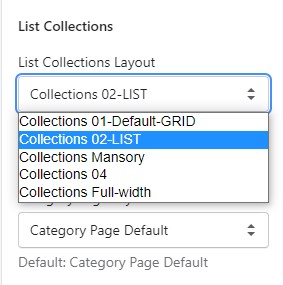 List Collections
List Collections Layout
Collections 02-LIST
Collections 01-Default-GRID
Collections 02-LIST
Collections Mansory
Collections 04
Collections Full-width
Category Page Default
Default: Category Page Default